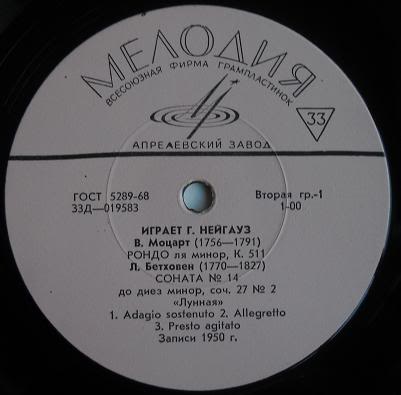 МЕЛОДИЯ
ВСЕСОЮЗНАЯ ФИРМА ГРАМПЛАСТИНОК
33
АПРЕЛЕВСКИЙ ЗАВОД
ГОСТ 5289-68
33Д—019583
Вторая гр.-1
1-00
ИГРАЕТ Г. НЕЙГАУЗ
В. Моцарт (1756—1791)
РОНДО ля минор, К. 511
Л. Бетховен (1770—1827)
СОНАТА № 14
до диез минор, соч. 27 № 2
«Лунная»
1. Adagio sostenuto 2. Allegretto
3. Presto agitato
Записи 1950 г.